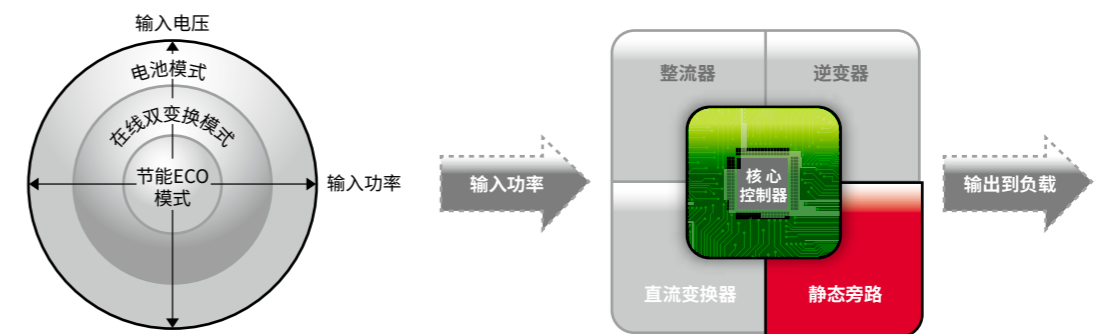 输入电压
电池模式
在线双变换模式
节能ECO
模式
输入功率
输入功率
整流器
逆变器
核心
控制器
直流变换器
静态旁路
输出到负载